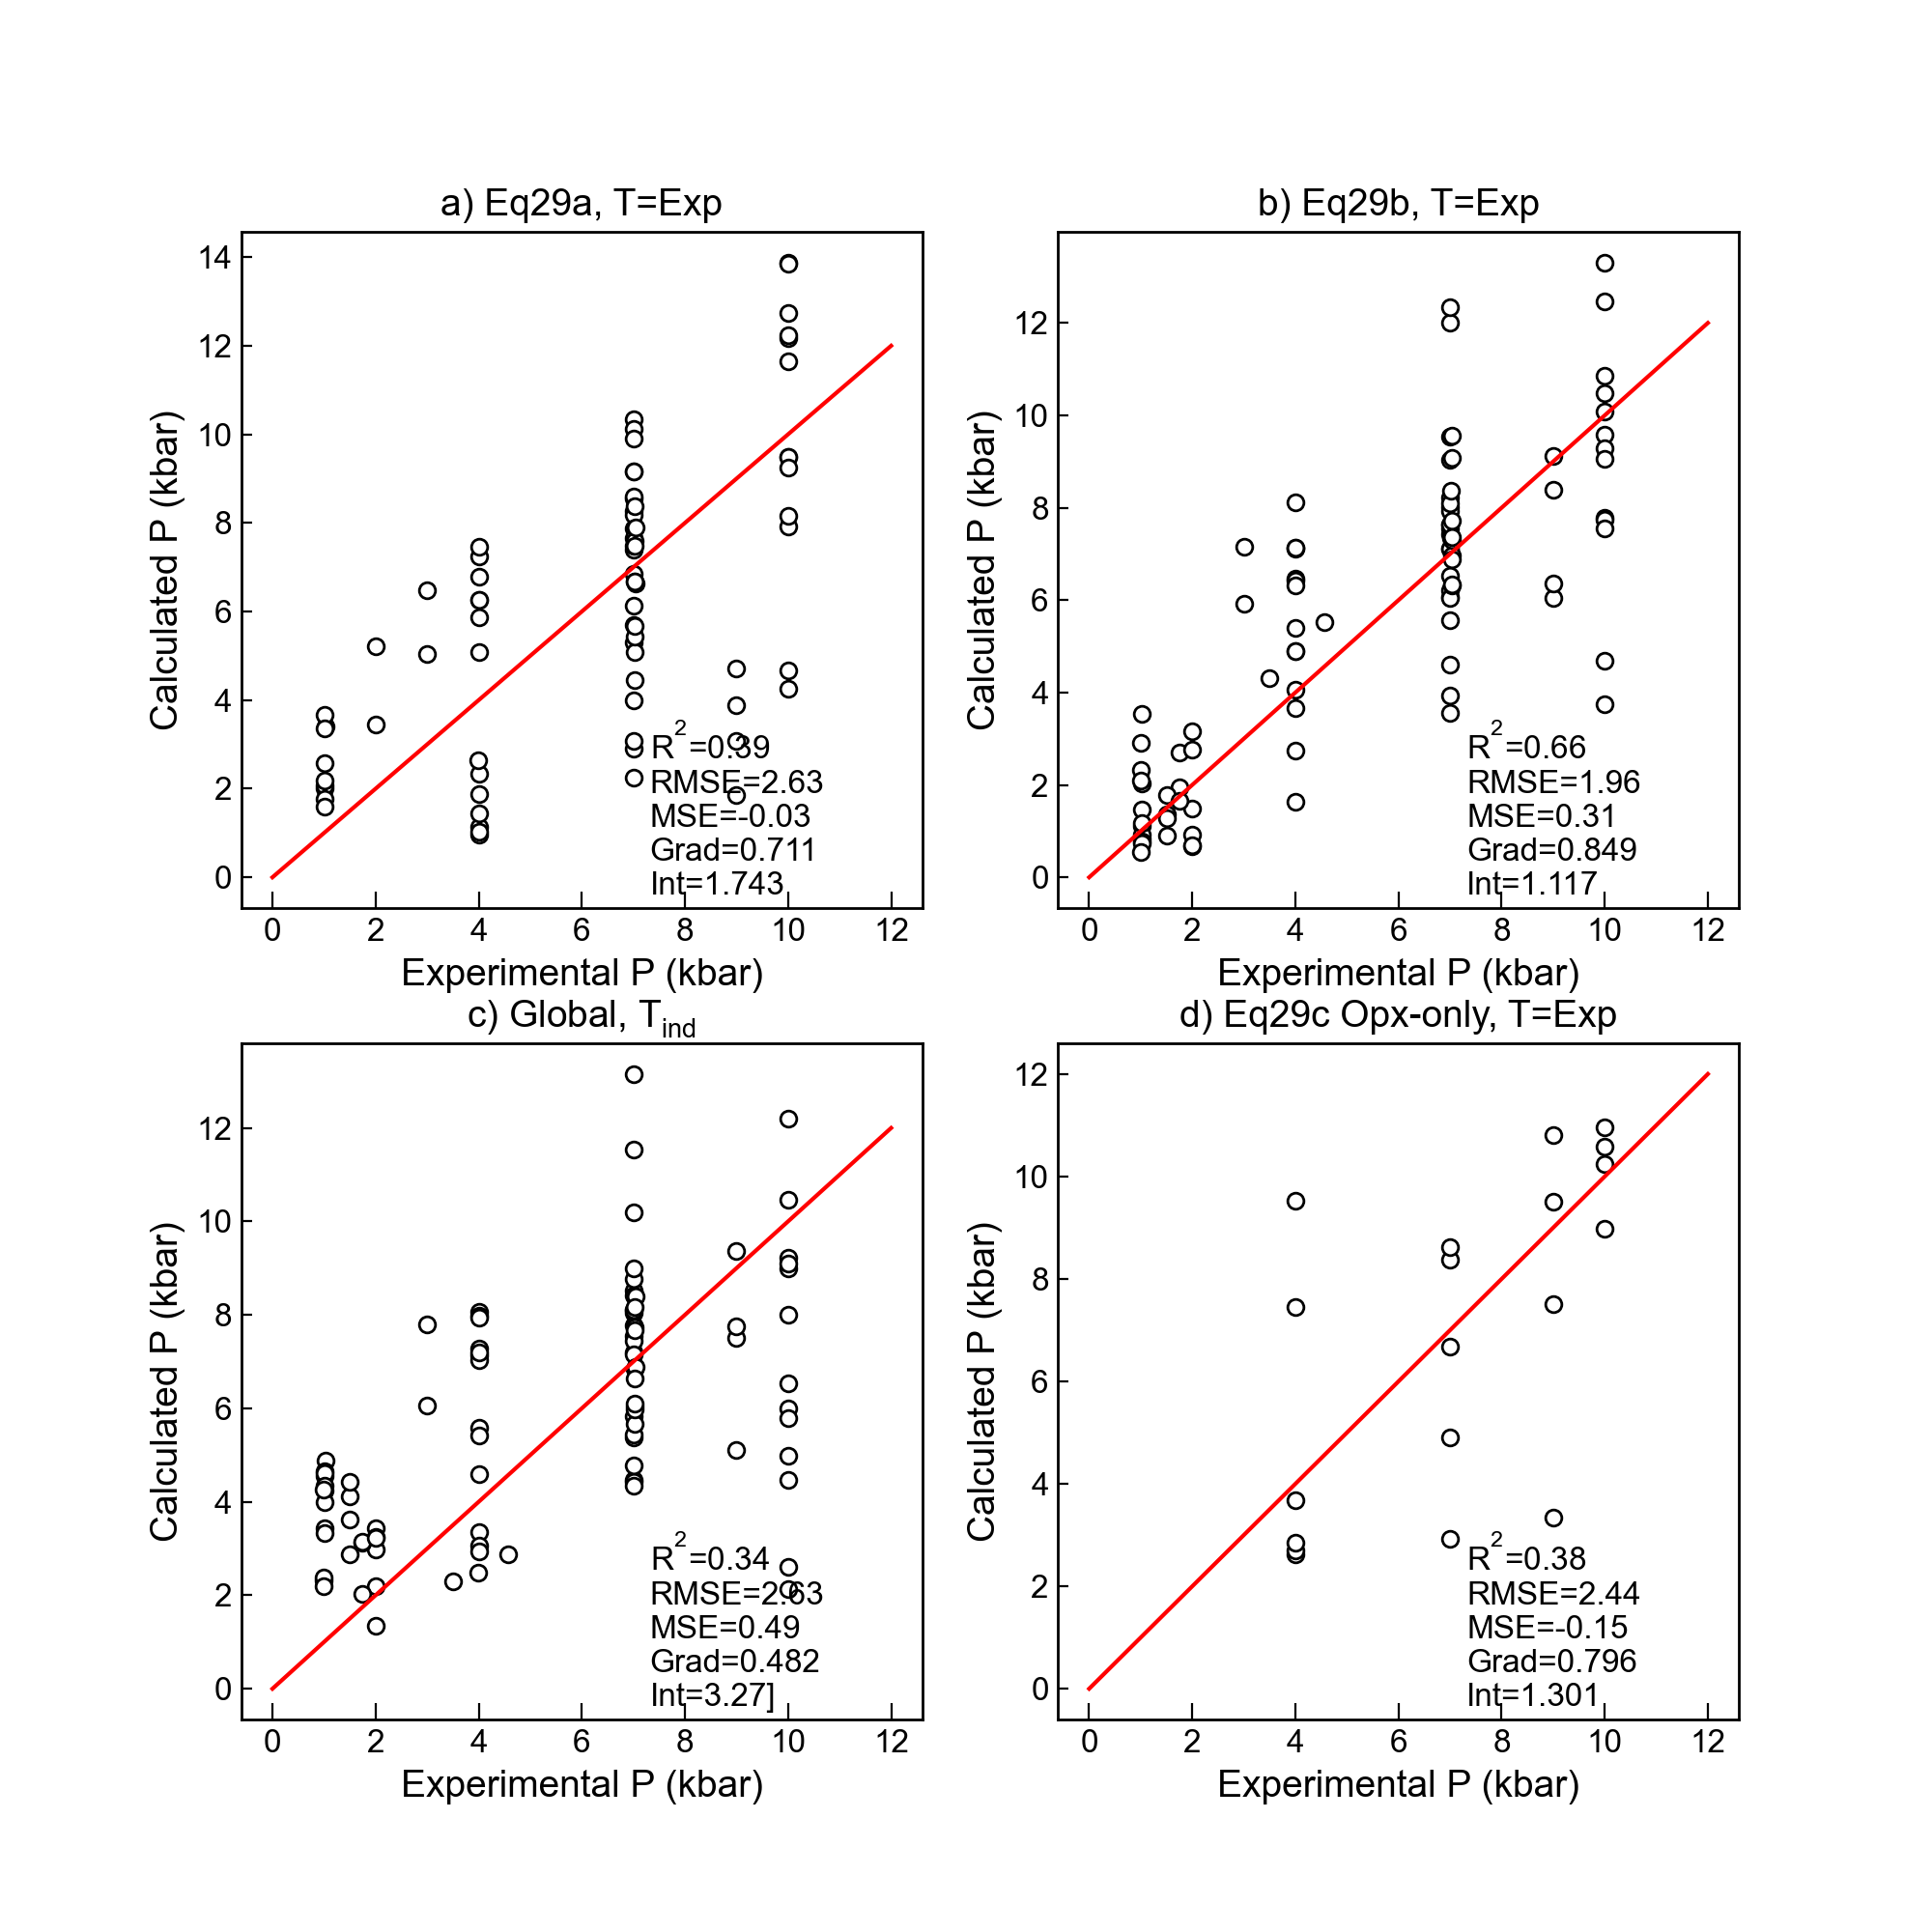 a) Eq29a, T=Exp
14
12
10
8
6
4
2
0
Calculated P (kbar)
R²=0.39
RMSE=2.63
MSE=-0.03
Grad=0.711
Int=1.743
0 2 4 6 8 10 12
Experimental P (kbar)
b) Eq29b, T=Exp
12
10
8
6
4
2
0
Calculated P (kbar)
R²=0.66
RMSE=1.96
MSE=0.31
Grad=0.849
Int=1.117
0 2 4 6 8 10 12
Experimental P (kbar)
c) Global, Tind
12
10
8
6
4
2
0
Calculated P (kbar)
R²=0.34
RMSE=2.63
MSE=0.49
Grad=0.482
Int=3.27]
0 2 4 6 8 10 12
Experimental P (kbar)
d) Eq29c Opx-only, T=Exp
12
10
8
6
4
2
0
Calculated P (kbar)
R²=0.38
RMSE=2.44
MSE=-0.15
Grad=0.796
Int=1.301
0 2 4 6 8 10 12
Experimental P (kbar)